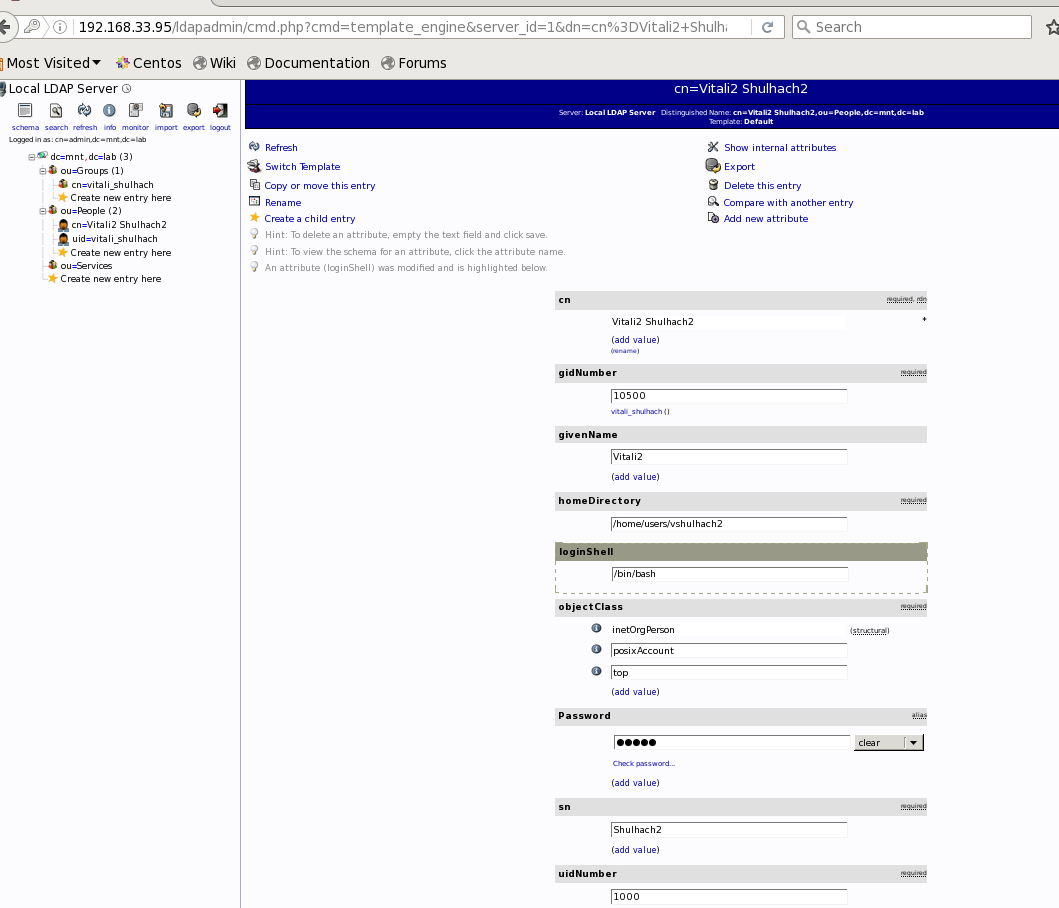 192.168.33.95/ldapadmin/cmd.php?cmd=template_engine&server_id=1&dn=cn%3DVitali2+Shulha
Search
Most Visited
Centos
Wiki
Documentation
Forums
Local LDAP Server
schema search refresh info monitor import export logout
Logged in as: cn=admin,dc=mnt,dc=lab
dc=mnt,dc=lab (3)
ou=Groups (1)
cn=vitali_shulhach
Create new entry here
ou=People (2)
cn=Vitali2 Shulhach2
uid=vitali_shulhach
Create new entry here
ou=Services
Create new entry here
cn=Vitali2 Shulhach2
Server: Local LDAP Server Distinguished Name: cn=Vitali2 Shulhach2,ou=People,dc=mnt,dc=lab
Template: Default
Refresh
Switch Template
Copy or move this entry
Rename
Create a child entry
Show internal attributes
Export
Delete this entry
Compare with another entry
Add new attribute
Hint: To delete an attribute, empty the text field and click save.
Hint: To view the schema for an attribute, click the attribute name.
An attribute (loginShell) was modified and is highlighted below.
cn required, rdn
Vitali2 Shulhach2 *
(add value)
(rename)
gidNumber required
10500
vitali_shulhach ()
givenName
Vitali2
(add value)
homeDirectory required
/home/users/vshulhach2
loginShell
/bin/bash
objectClass required
inetOrgPerson (structural)
posixAccount
top
(add value)
Password alias
●●●●● clear
Check password...
(add value)
sn required
Shulhach2
(add value)
uidNumber required
1000